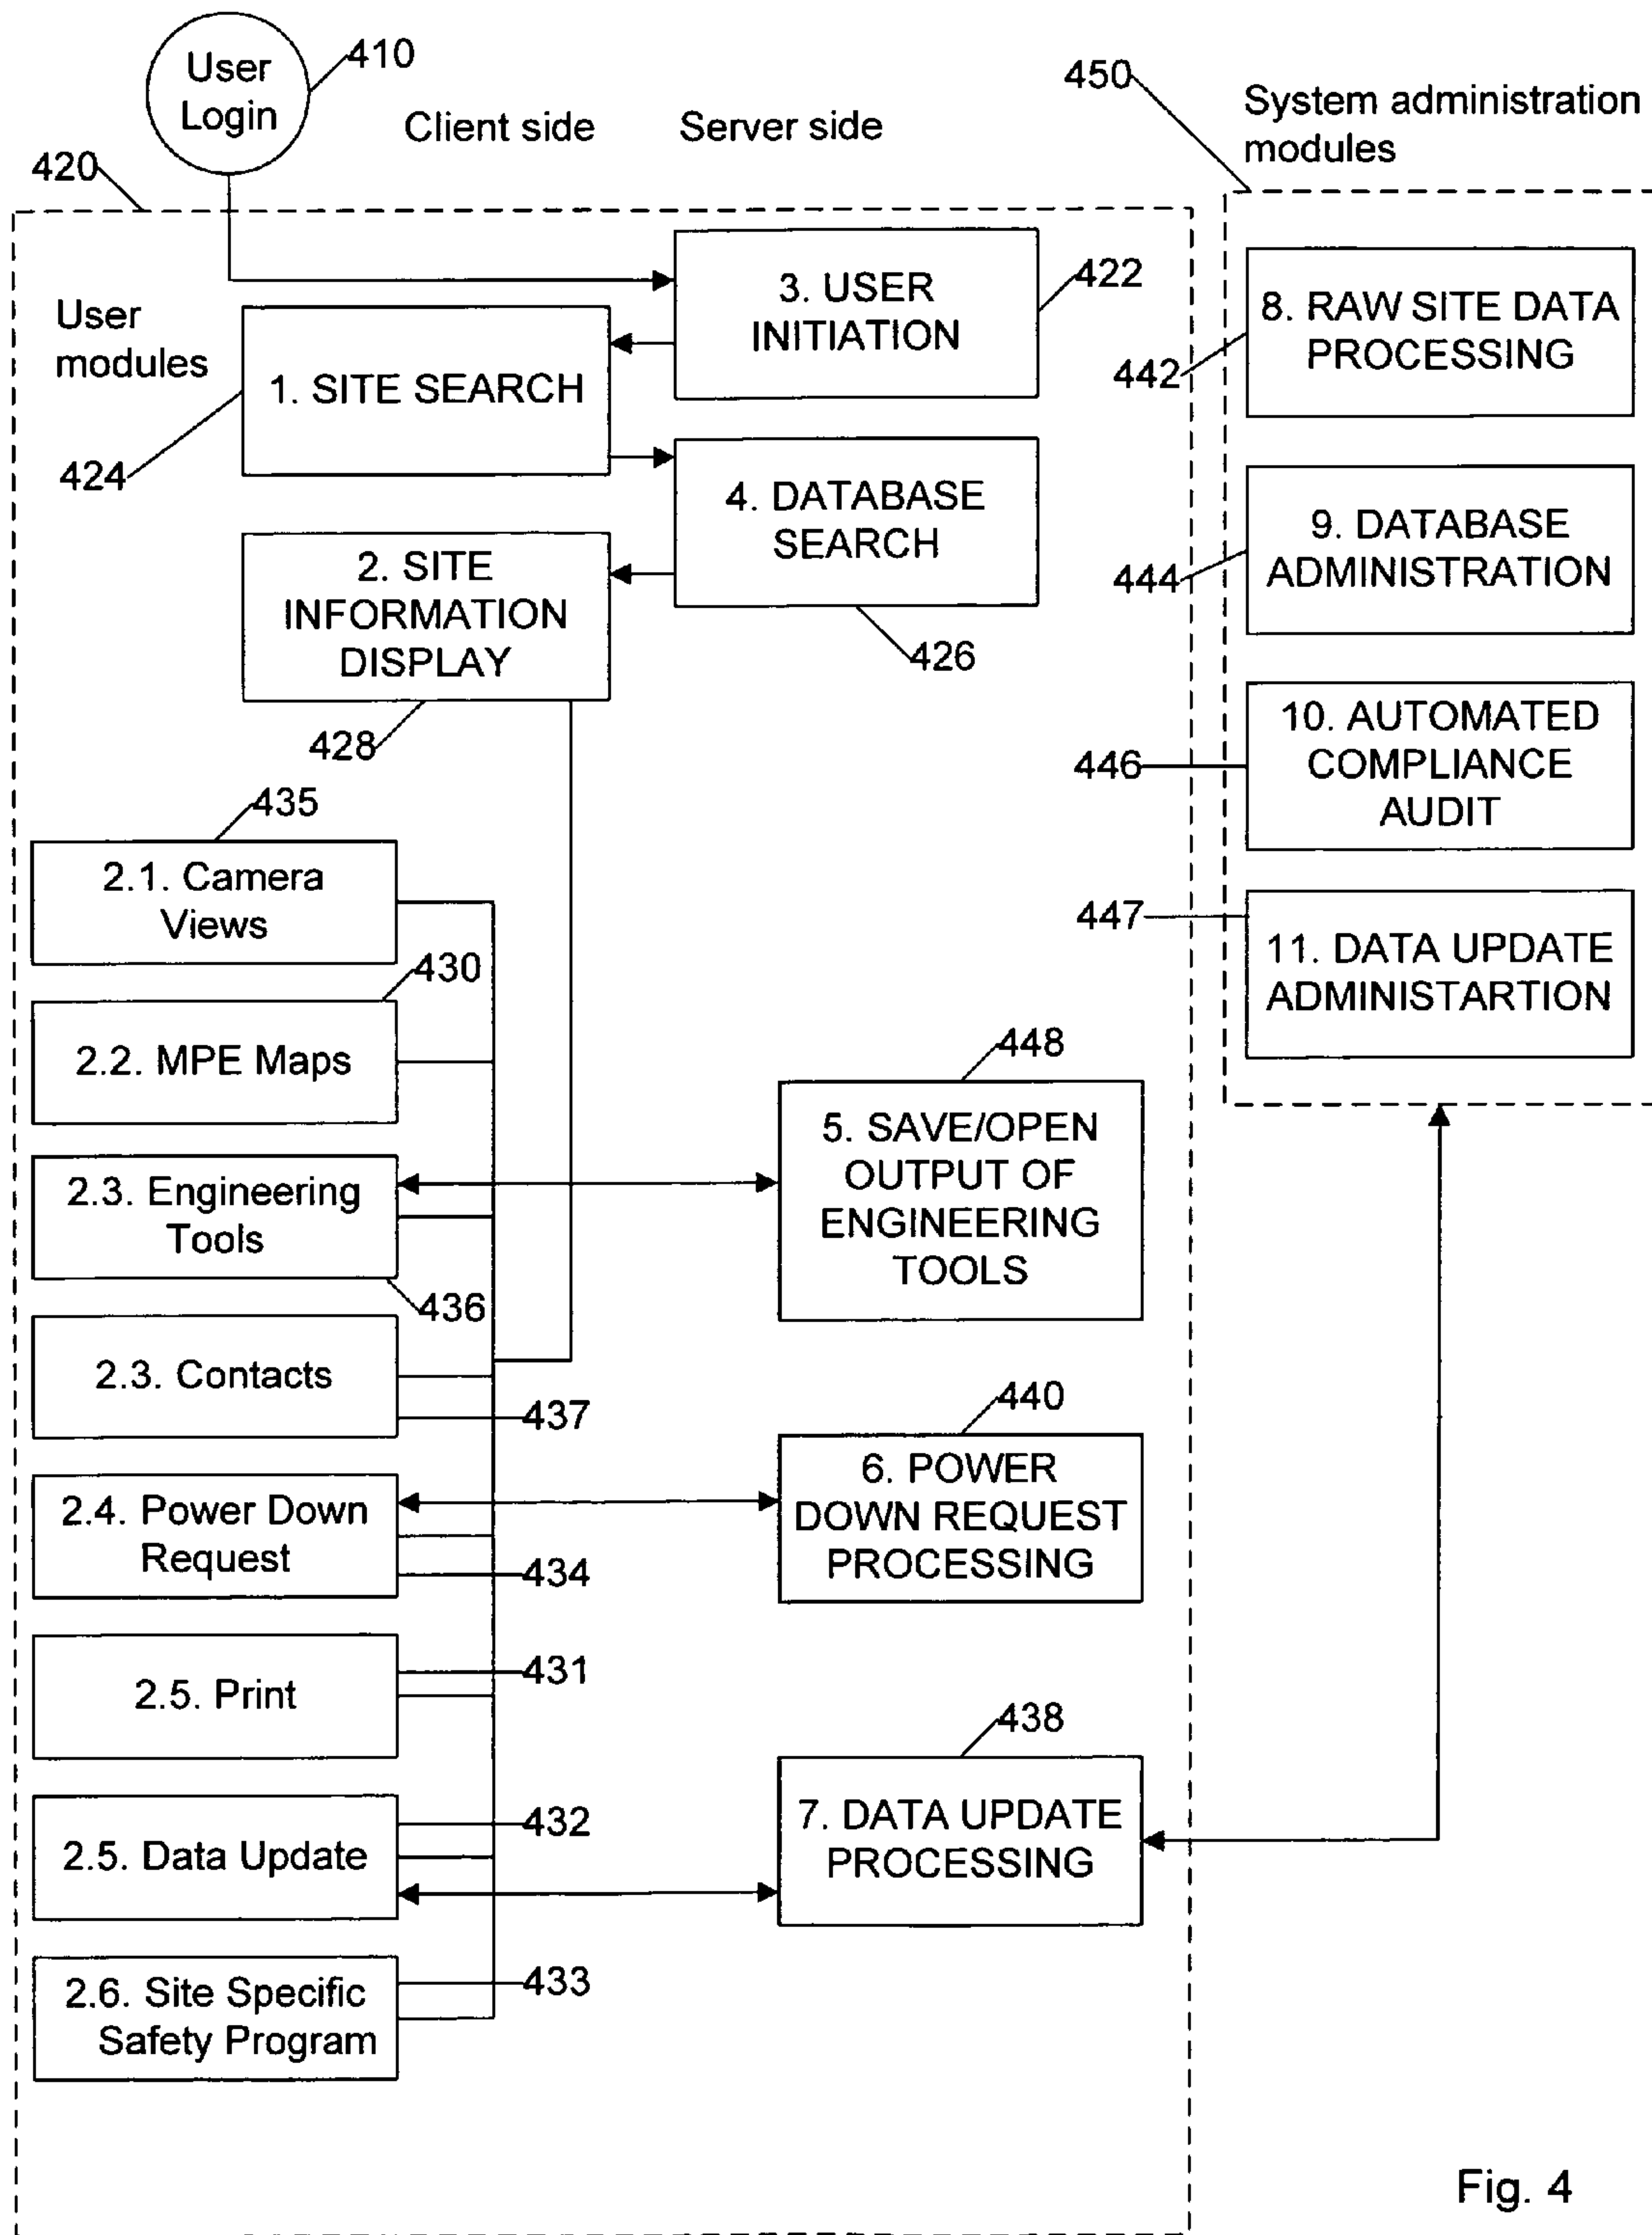 User
Login
410
Client side
Server side
450
System administration
modules
420
User
modules
3. USER
INITIATION
422
1. SITE SEARCH
424
4. DATABASE
SEARCH
426
2. SITE
INFORMATION
DISPLAY
428
8. RAW SITE DATA
PROCESSING
442
9. DATABASE
ADMINISTRATION
444
10. AUTOMATED
COMPLIANCE
AUDIT
446
11. DATA UPDATE
ADMINISTARTION
447
435
2.1. Camera
Views
430
2.2. MPE Maps
2.3. Engineering
Tools
436
448
5. SAVE/OPEN
OUTPUT OF
ENGINEERING
TOOLS
2.3. Contacts
437
440
6. POWER
DOWN REQUEST
PROCESSING
2.4. Power Down
Request
434
2.5. Print
431
438
7. DATA UPDATE
PROCESSING
2.5. Data Update
432
2.6. Site Specific
Safety Program
433
Fig. 4